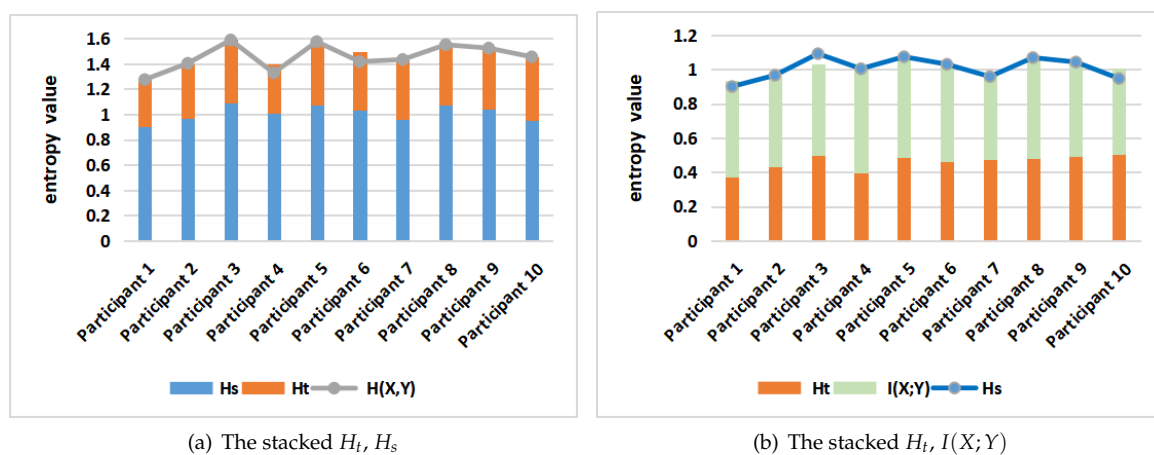 entropy value
1.6
1.4
1.2
1
0.8
0.6
0.4
0.2
0
Participant 1
Participant 2
Participant 3
Participant 4
Participant 5
Participant 6
Participant 7
Participant 8
Participant 9
Participant 10
Hs Ht H(X,Y)
(a) The stacked Ht, Hs
entropy value
1.2
1
0.8
0.6
0.4
0.2
0
Participant 1
Participant 2
Participant 3
Participant 4
Participant 5
Participant 6
Participant 7
Participant 8
Participant 9
Participant 10
Ht I(X;Y) Hs
(b) The stacked Ht, I(X;Y)